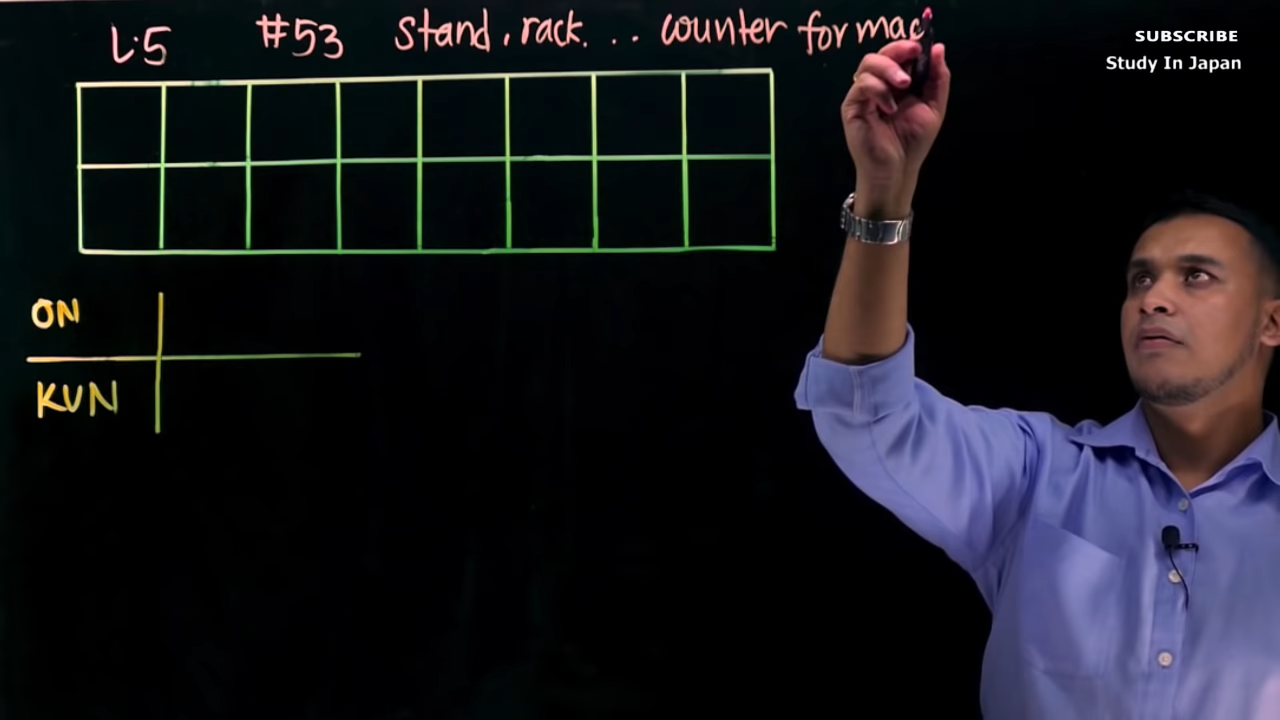 L.5 #53 stand, rack... counter for mac
SUBSCRIBE
Study In Japan
ON
KUN